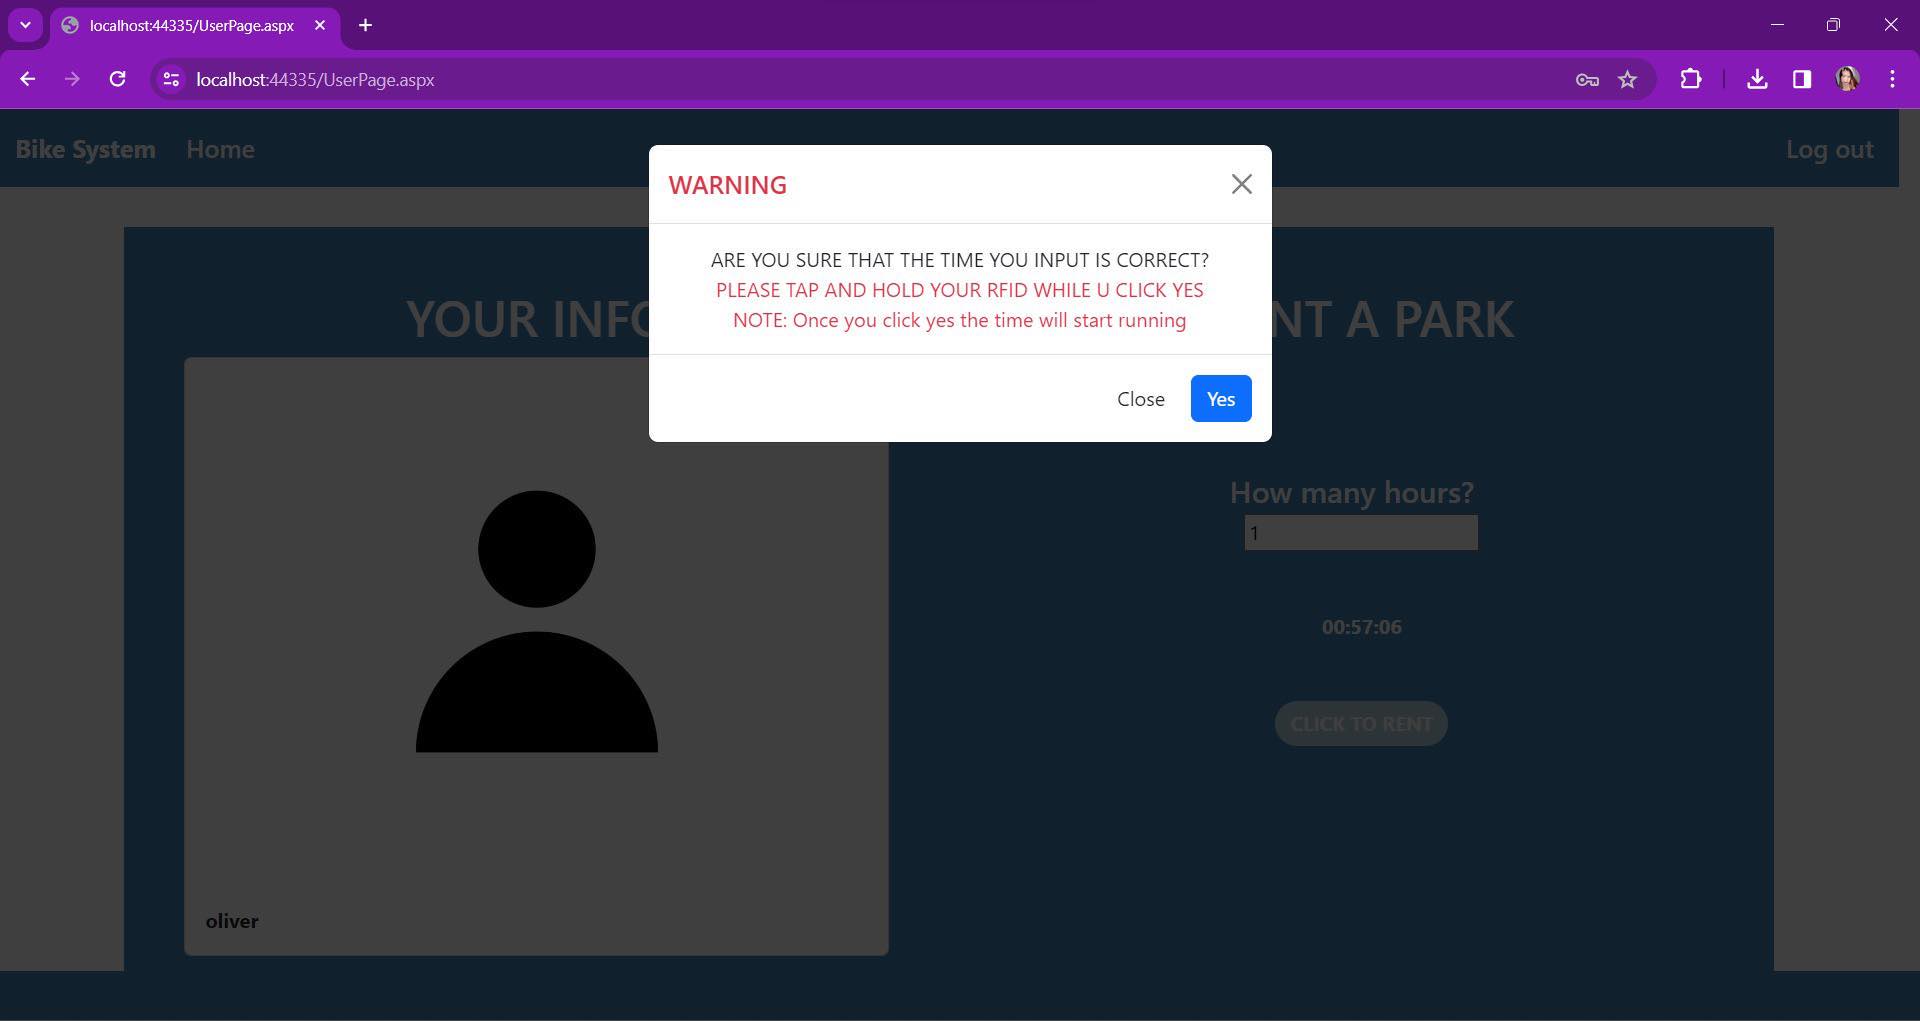 localhost:44335/UserPage.aspx
localhost:44335/UserPage.aspx
Bike System Home Log out
WARNING
ARE YOU SURE THAT THE TIME YOU INPUT IS CORRECT?
PLEASE TAP AND HOLD YOUR RFID WHILE U CLICK YES
NOTE: Once you click yes the time will start running
Close Yes
YOUR INFO NT A PARK
How many hours?
1
00:57:06
CLICK TO RENT
oliver